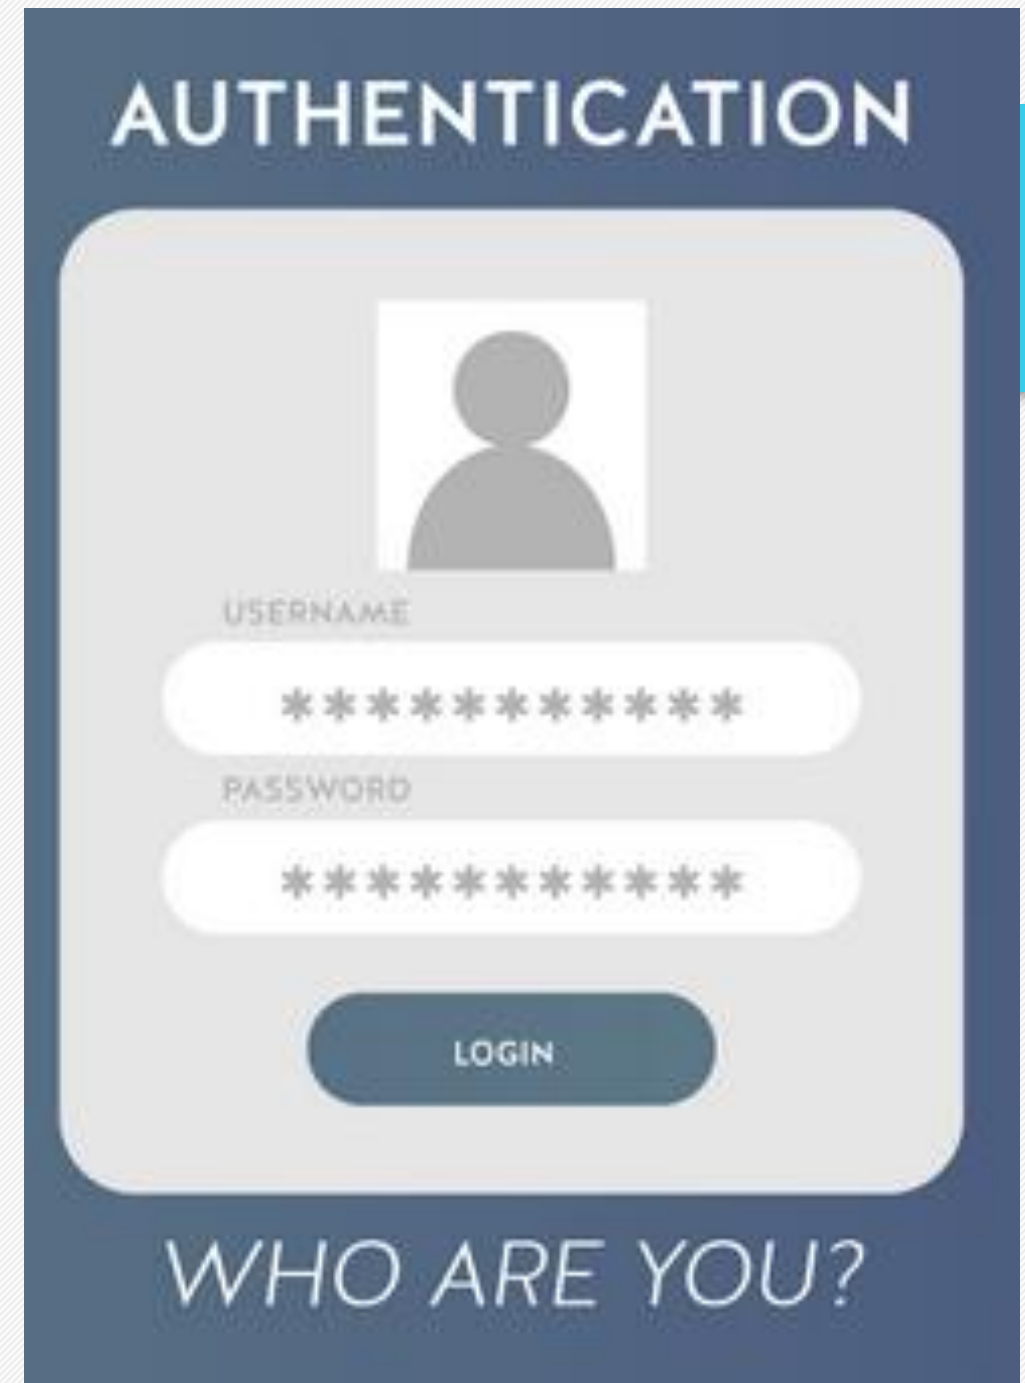 AUTHENTICATION
USERNAME
***********
PASSWORD
***********
LOGIN
WHO ARE YOU?